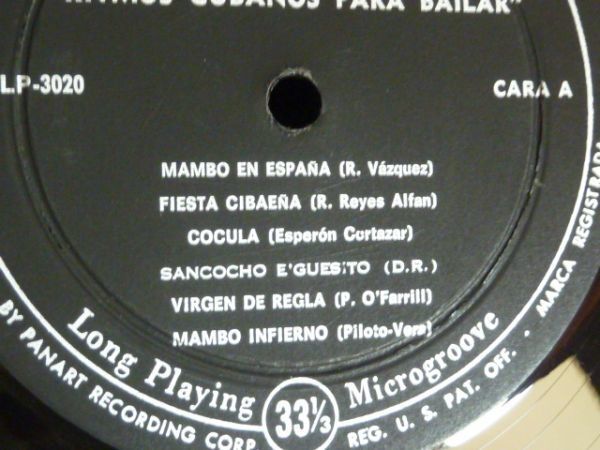 RITMOS CUBANOS PARA BAILAR"
LP-3020
CARA A
MAMBO EN ESPAÑA (R. Vázquez)
FIESTA CIBAEÑA (R. Reyes Alfan)
COCULA (Esperón Cortazar)
SANCOCHO E'GUESITO (D.R.)
VIRGEN DE REGLA (P. O'Farrill)
MAMBO INFIERNO (Piloto-Vera)
Long Playing 33⅓ Microgroove
BY PANART RECORDING CORP.
REG. U. S. PAT. OFF. - MARCA REGISTRADA